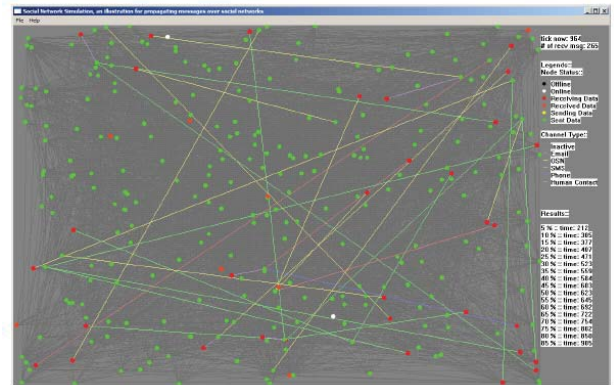 Social Network Simulation, an illustration for propagating messages over social networks
File Help
tick now: 964
# of recv msg: 265
Legends::
Node Status::
Offline
Online
Receiving Data
Received Data
Sending Data
Sent Data
Channel Type::
Inactive
Email
OSN
SMS
Phone
Human Contact
Results::
5 % :: time: 212
10 % :: time: 305
15 % :: time: 377
20 % :: time: 407
25 % :: time: 471
30 % :: time: 523
35 % :: time: 559
40 % :: time: 584
45 % :: time: 603
50 % :: time: 623
55 % :: time: 645
60 % :: time: 692
65 % :: time: 722
70 % :: time: 754
75 % :: time: 802
80 % :: time: 850
85 % :: time: 905